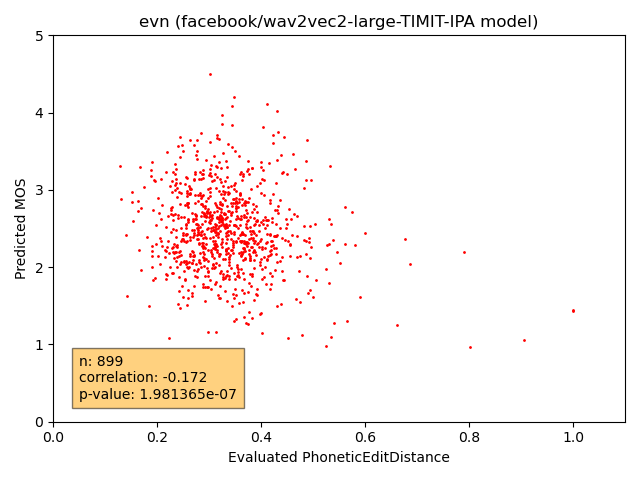 evn (facebook/wav2vec2-large-TIMIT-IPA model)
5
4
3
2
1
0
Predicted MOS
n: 899
correlation: -0.172
p-value: 1.981365e-07
0.0 0.2 0.4 0.6 0.8 1.0
Evaluated PhoneticEditDistance